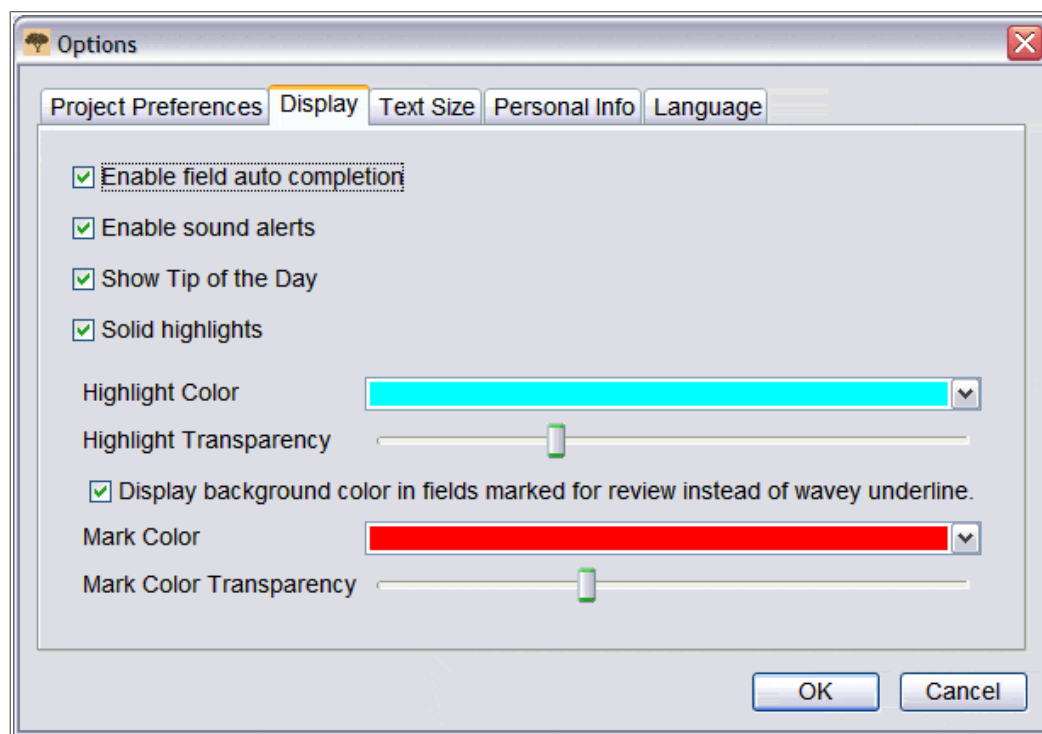 Options
Project Preferences Display Text Size Personal Info Language
Enable field auto completion
Enable sound alerts
Show Tip of the Day
Solid highlights
Highlight Color
Highlight Transparency
Display background color in fields marked for review instead of wavey underline.
Mark Color
Mark Color Transparency
OK Cancel